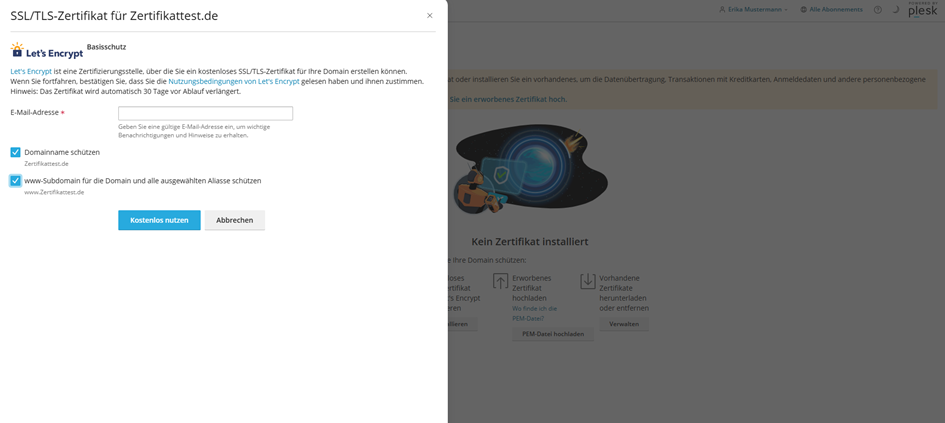 SSL/TLS-Zertifikat für Zertifikattest.de
Let's Encrypt Basisschutz
Let's Encrypt ist eine Zertifizierungsstelle, über die Sie ein kostenloses SSL/TLS-Zertifikat für Ihre Domain erstellen können.
Wenn Sie fortfahren, bestätigen Sie, dass Sie die Nutzungsbedingungen von Let's Encrypt gelesen haben und ihnen zustimmen.
Hinweis: Das Zertifikat wird automatisch 30 Tage vor Ablauf verlängert.
E-Mail-Adresse *
Geben Sie eine gültige E-Mail-Adresse ein, um wichtige
Benachrichtigungen und Hinweise zu erhalten.
Domainname schützen
Zertifikattest.de
www-Subdomain für die Domain und alle ausgewählten Aliasse schützen
www.Zertifikattest.de
Kostenlos nutzen
Abbrechen
Erika Mustermann
Alle Abonnements
POWERED BY
plesk
at oder installieren Sie ein vorhandenes, um die Datenübertragung, Transaktionen mit Kreditkarten, Anmeldedaten und andere personenbezogene
Sie ein erworbenes Zertifikat hoch.
Kein Zertifikat installiert
e Ihre Domain schützen:
loses
rtifikat
t's Encrypt
eren
llieren
Erworbenes
Zertifikat
hochladen
Wo finde ich die
PEM-Datei?
PEM-Datei hochladen
Vorhandene
Zertifikate
herunterladen
oder entfernen
Verwalten